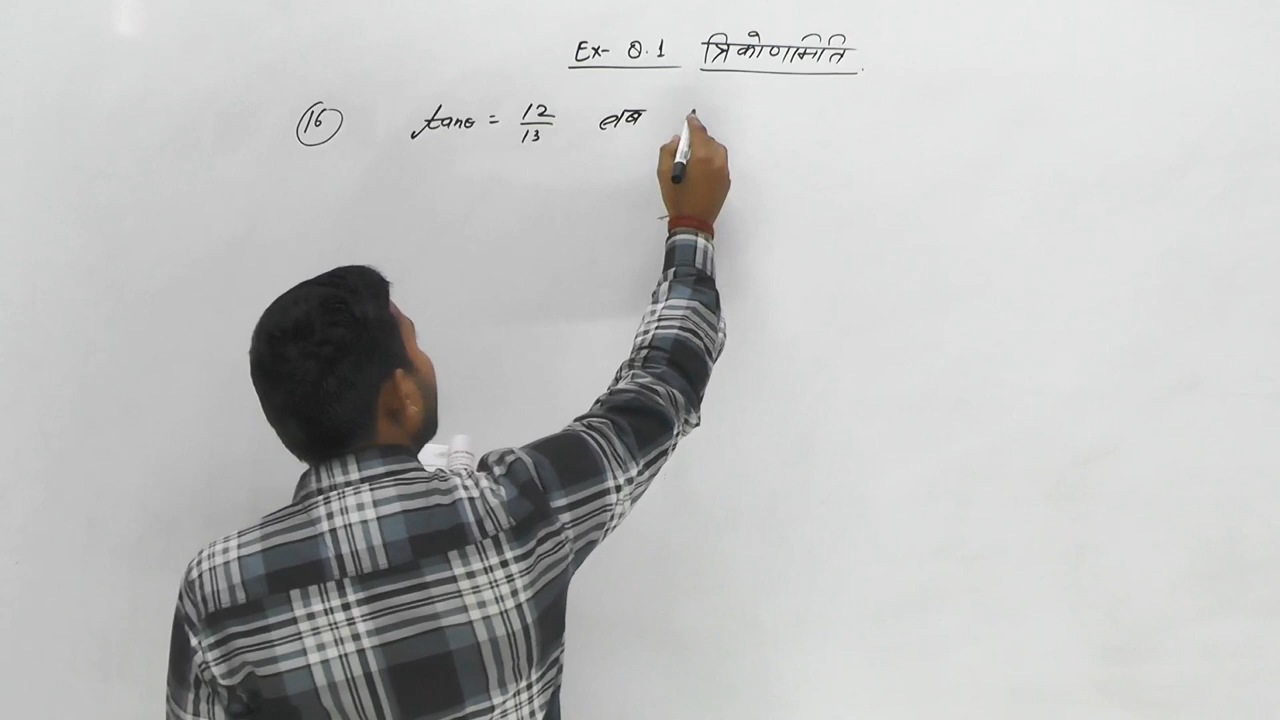 Ex- 8.1 त्रिकोणमिति
16 tanθ = 12/13 तब